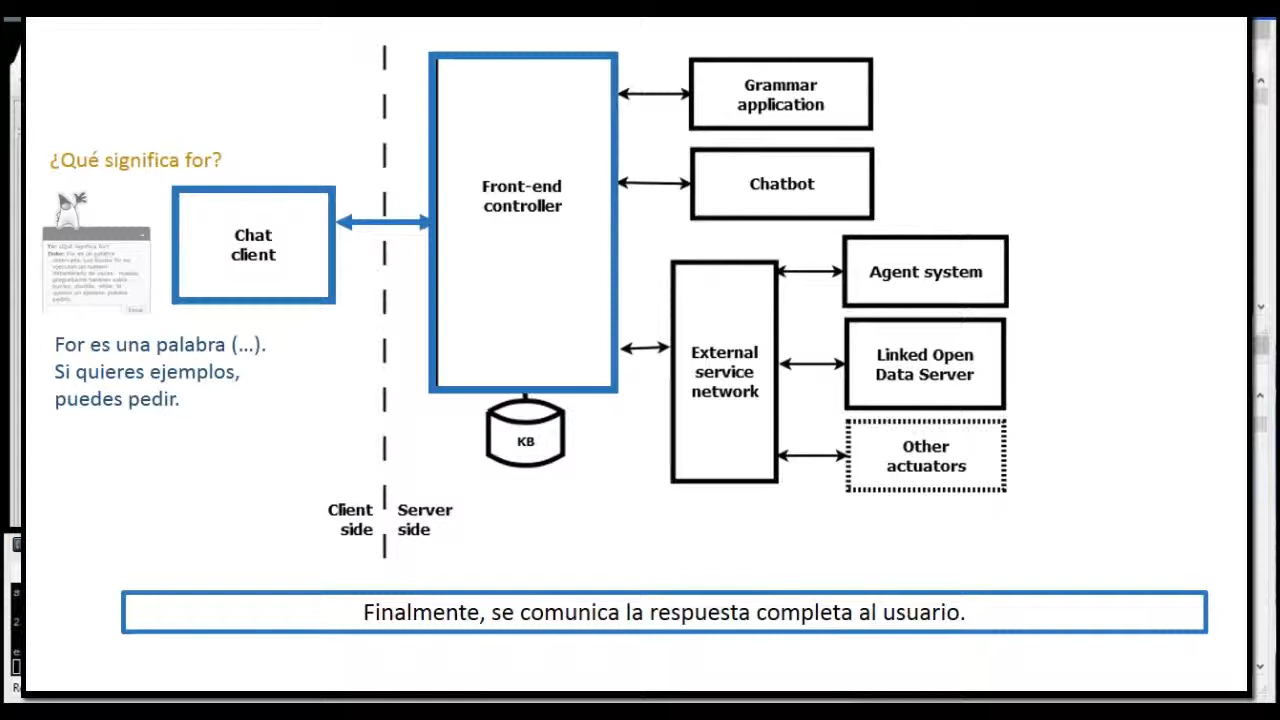 ¿Qué significa for?
Chat
client
For es una palabra (...).
Si quieres ejemplos,
puedes pedir.
Front-end
controller
KB
Client
side
Server
side
Grammar
application
Chatbot
External
service
network
Agent system
Linked Open
Data Server
Other
actuators
Finalmente, se comunica la respuesta completa al usuario.